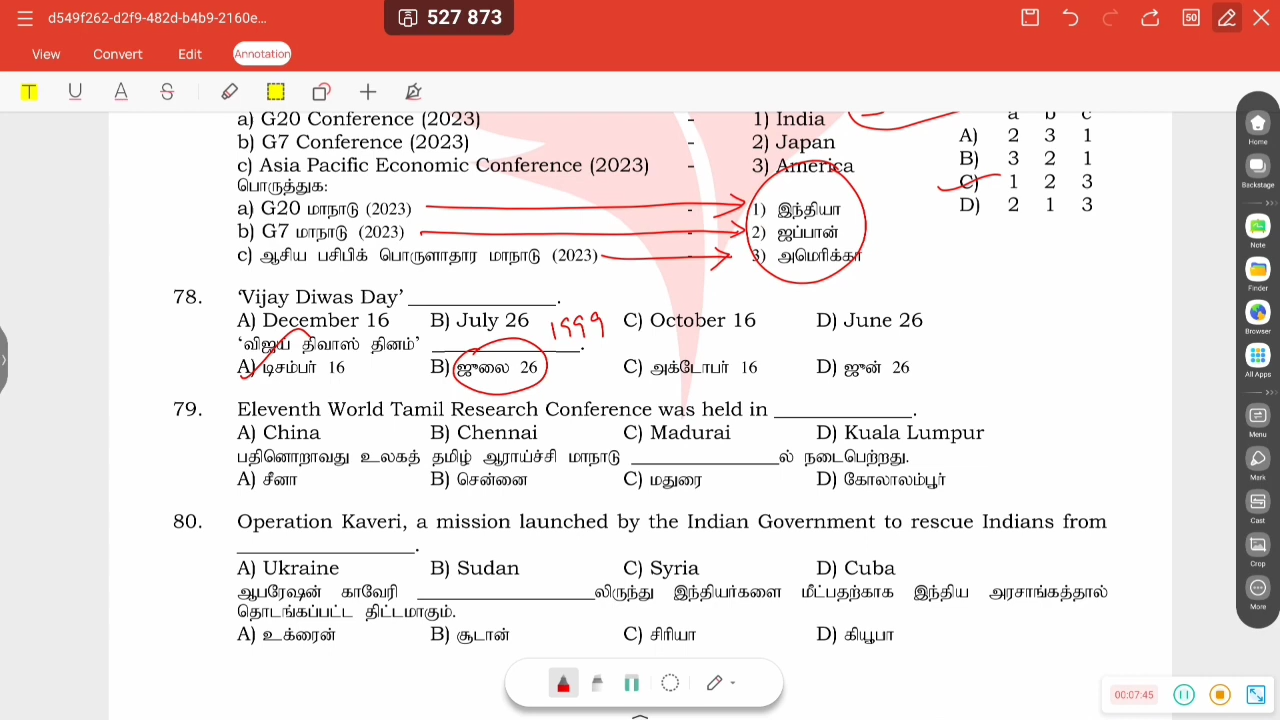 d549f262-d2f9-482d-b4b9-2160e...
527 873
50
View Convert Edit Annotation
T U A S
a) G20 Conference (2023) - 1) India a b c
b) G7 Conference (2023) - 2) Japan A) 2 3 1
c) Asia Pacific Economic Conference (2023) - 3) America B) 3 2 1
பொருத்துக: C) 1 2 3
a) G20 மாநாடு (2023) - 1) இந்தியா D) 2 1 3
b) G7 மாநாடு (2023) - 2) ஜப்பான்
c) ஆசிய பசிபிக் பொருளாதார மாநாடு (2023) - 3) அமெரிக்கா
78. ‘Vijay Diwas Day’ ____________.
A) December 16 B) July 26 C) October 16 D) June 26
1999
‘விஜய திவாஸ் தினம்’ ____________.
A) டிசம்பர் 16 B) ஜுலை 26 C) அக்டோபர் 16 D) ஜுன் 26
79. Eleventh World Tamil Research Conference was held in ____________.
A) China B) Chennai C) Madurai D) Kuala Lumpur
பதினொறாவது உலகத் தமிழ் ஆராய்ச்சி மாநாடு ____________ல் நடைபெற்றது.
A) சீனா B) சென்னை C) மதுரை D) கோலாலம்பூர்
80. Operation Kaveri, a mission launched by the Indian Government to rescue Indians from
____________.
A) Ukraine B) Sudan C) Syria D) Cuba
ஆபரேஷன் காவேரி ____________லிருந்து இந்தியர்களை மீட்பதற்காக இந்திய அரசாங்கத்தால்
தொடங்கப்பட்ட திட்டமாகும்.
A) உக்ரைன் B) சூடான் C) சிரியா D) கியூபா
Home
Backstage
Note
Finder
Browser
All Apps
Menu
Mark
Cast
Crop
More
00:07:45